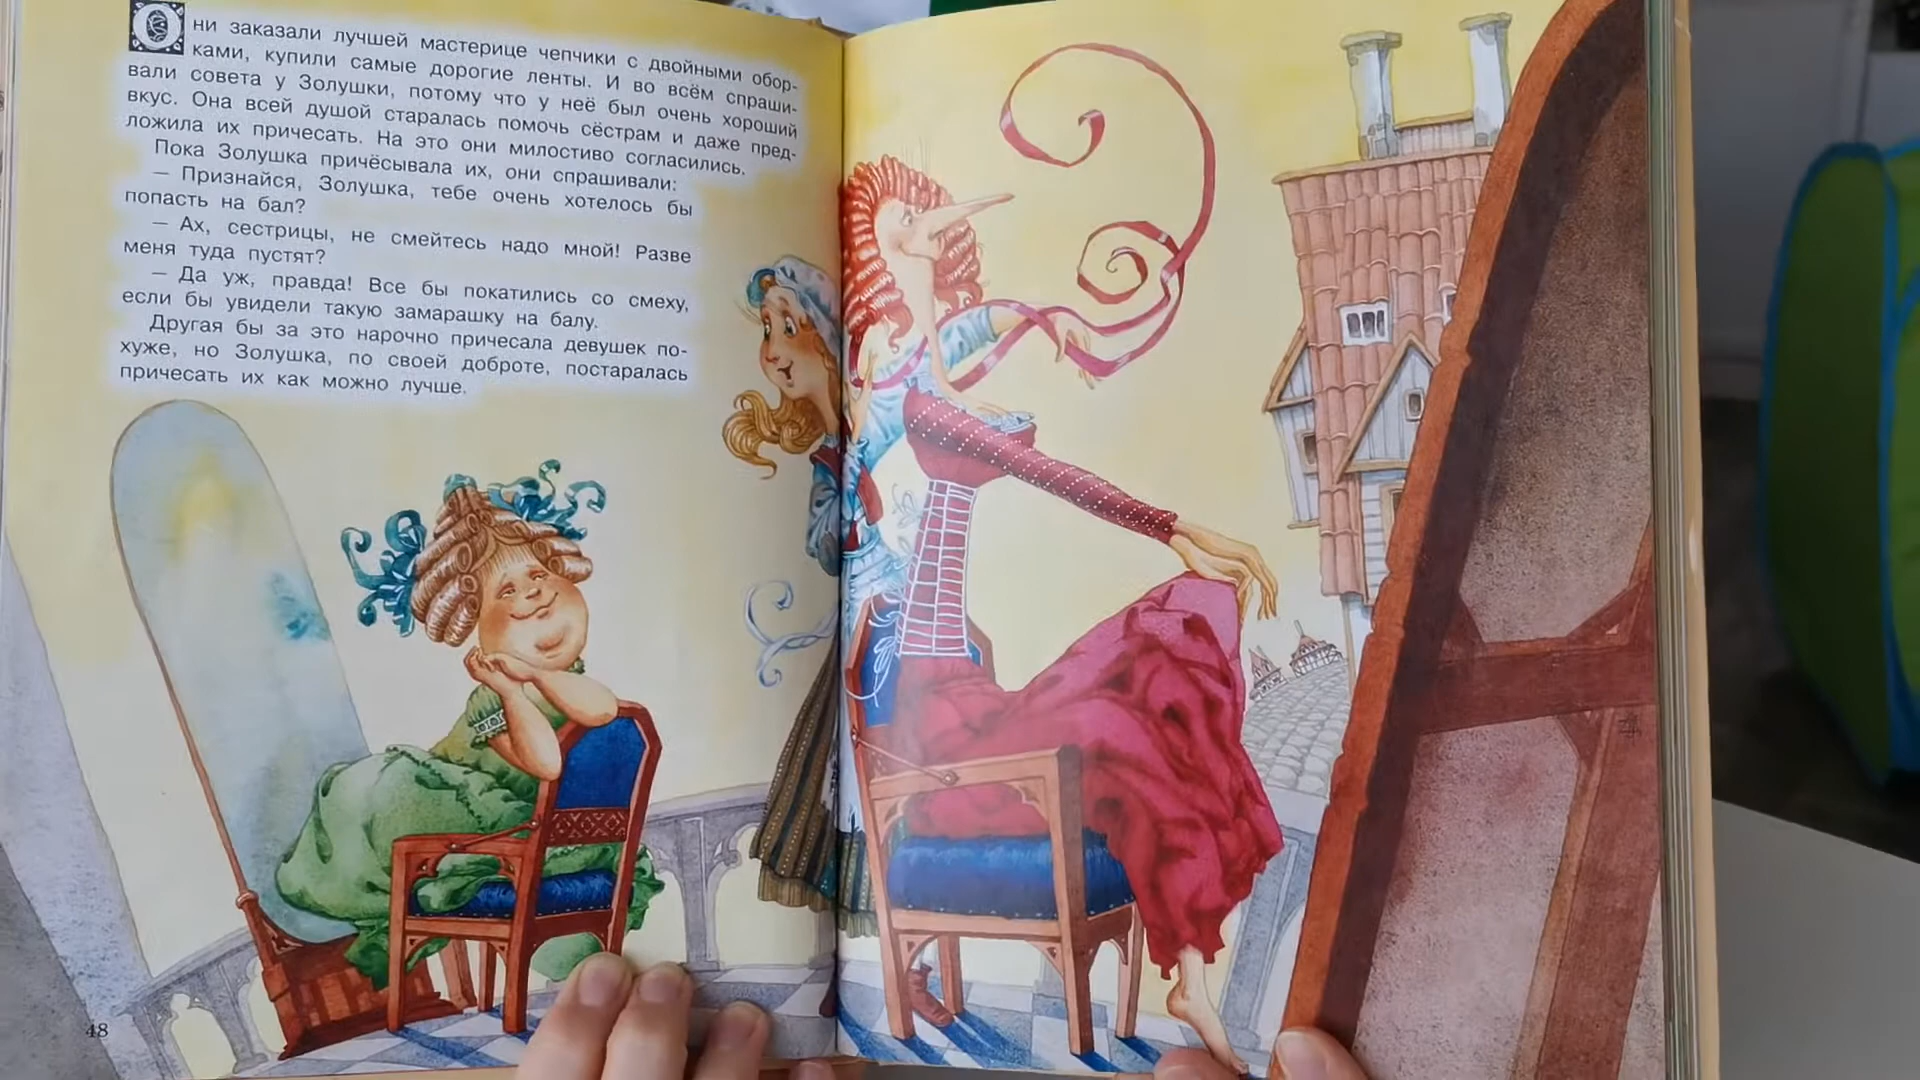 Они заказали лучшей мастерице чепчики с двойными обор-
ками, купили самые дорогие ленты. И во всём спраши-
вали совета у Золушки, потому что у неё был очень хороший
вкус. Она всей душой старалась помочь сёстрам и даже пред-
ложила их причесать. На это они милостиво согласились.
Пока Золушка причёсывала их, они спрашивали:
— Признайся, Золушка, тебе очень хотелось бы
попасть на бал?
— Ах, сестрицы, не смейтесь надо мной! Разве
меня туда пустят?
— Да уж, правда! Все бы покатились со смеху,
если бы увидели такую замарашку на балу.
Другая бы за это нарочно причесала девушек по-
хуже, но Золушка, по своей доброте, постаралась
причесать их как можно лучше.
48